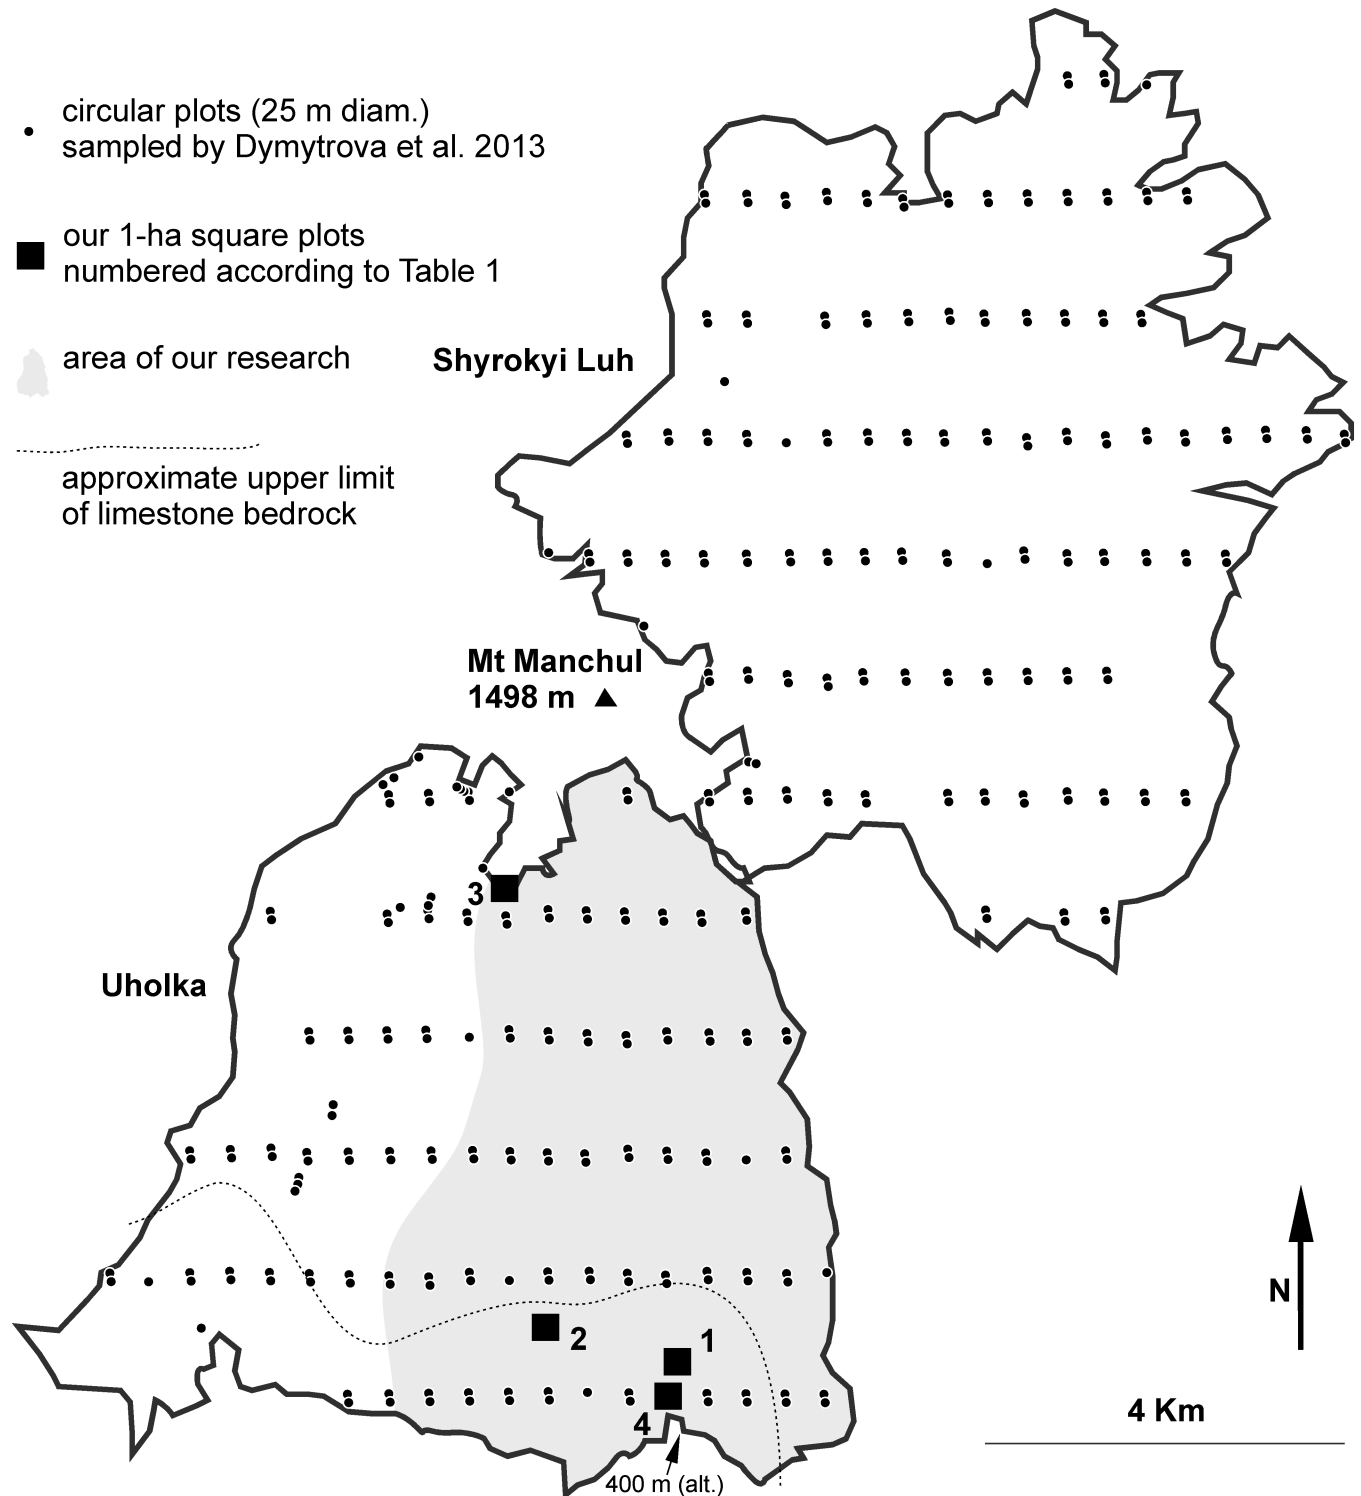 circular plots (25 m diam.)
sampled by Dymytrova et al. 2013
our 1-ha square plots
numbered according to Table 1
area of our research
approximate upper limit
of limestone bedrock
Shyrokyi Luh
Mt Manchul
1498 m
3
Uholka
N
2
1
4 Km
4
400 m (alt.)